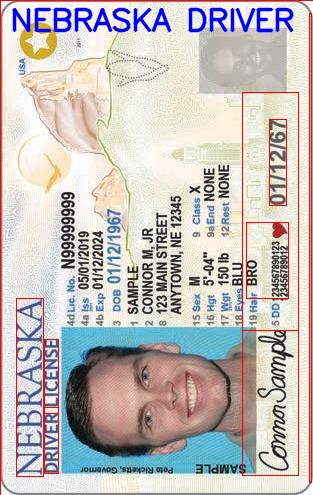 NEBRASKA DRIVER
USA
NEBRASKA
DRIVER LICENSE
4d Lic. No. N99999999
4a Iss 05/01/2019
4b Exp 01/12/2024
3 DOB 01/12/1967
1 SAMPLE
2 CONNOR M, JR
8 123 MAIN STREET
ANYTOWN, NE 12345
15 Sex M
9 Class X
16 Hgt 5'-04"
9a End NONE
17 Wgt 150 lb
12 Rest NONE
18 Eyes BLU
19 Hair BRO
01/12/67
5 DD 1234567890123
123456789012
Connor Sample
SAMPLE
Pete Ricketts, Governor